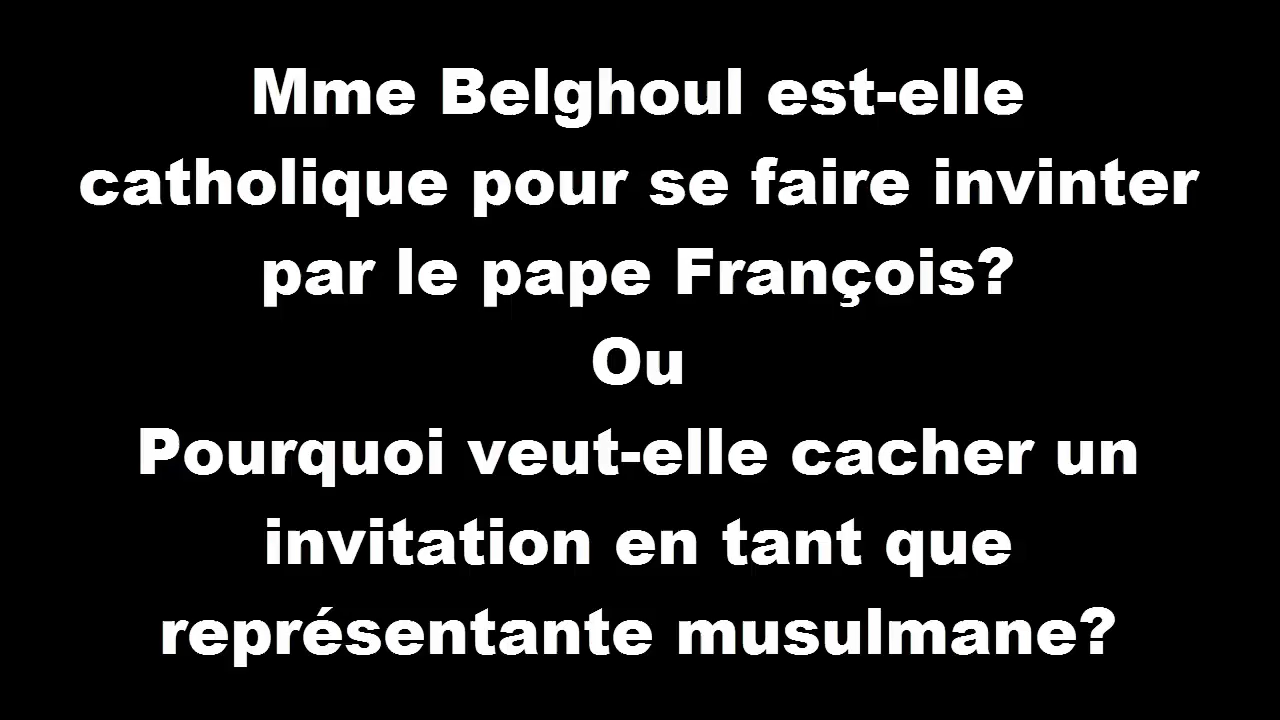 Mme Belghoul est-elle
catholique pour se faire invinter
par le pape François?
Ou
Pourquoi veut-elle cacher un
invitation en tant que
représentante musulmane?